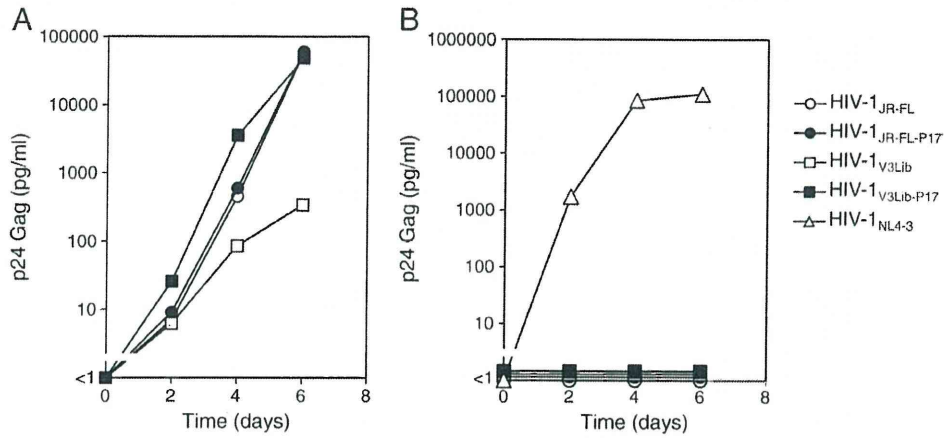 A
100000
10000
1000
100
10
<1
0 2 4 6 8
Time (days)
p24 Gag (pg/ml)
B
1000000
100000
10000
1000
100
10
<1
0 2 4 6 8
Time (days)
p24 Gag (pg/ml)
HIV-1JR-FL
HIV-1JR-FL-P17
HIV-1V3Lib
HIV-1V3Lib-P17
HIV-1NL4-3